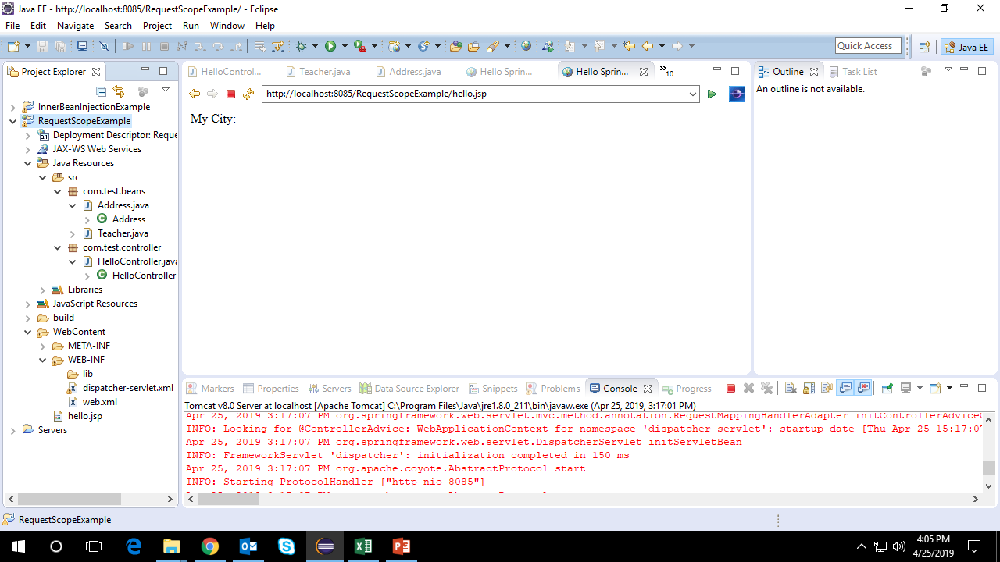 Java EE - http://localhost:8085/RequestScopeExample/ - Eclipse
File Edit Navigate Search Project Run Window Help
Quick Access
Java EE
Project Explorer
HelloControl...
Teacher.java
Address.java
Hello Sprin...
Hello Sprin...
»10
Outline
Task List
http://localhost:8085/RequestScopeExample/hello.jsp
An outline is not available.
My City:
InnerBeanInjectionExample
RequestScopeExample
Deployment Descriptor: Reque
JAX-WS Web Services
Java Resources
src
com.test.beans
Address.java
Address
Teacher.java
com.test.controller
HelloController.java
HelloController
Libraries
JavaScript Resources
build
WebContent
META-INF
WEB-INF
lib
dispatcher-servlet.xml
web.xml
hello.jsp
Servers
Markers Properties Servers Data Source Explorer Snippets Problems Console Progress
Tomcat v8.0 Server at localhost [Apache Tomcat] C:\Program Files\Java\jre1.8.0_211\bin\javaw.exe (Apr 25, 2019, 3:17:01 PM)
Apr 25, 2019 3:17:07 PM org.springframework.web.servlet.mvc.method.annotation.RequestMappingHandlerAdapter initControllerAdvice
INFO: Looking for @ControllerAdvice: WebApplicationContext for namespace 'dispatcher-servlet': startup date [Thu Apr 25 15:17:07
Apr 25, 2019 3:17:07 PM org.springframework.web.servlet.DispatcherServlet initServletBean
INFO: FrameworkServlet 'dispatcher': initialization completed in 150 ms
Apr 25, 2019 3:17:07 PM org.apache.coyote.AbstractProtocol start
INFO: Starting ProtocolHandler ["http-nio-8085"]
RequestScopeExample
4:05 PM
4/25/2019